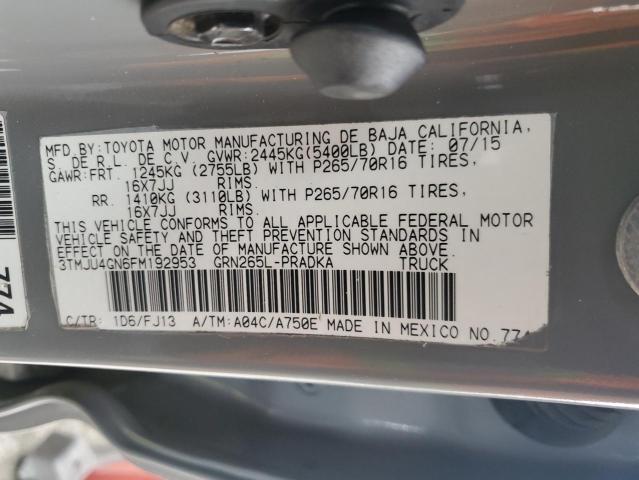 MFD.BY:TOYOTA MOTOR MANUFACTURING DE BAJA CALIFORNIA,
S DE R.L. DE C.V. GVWR:2445KG(5400LB) DATE: 07/15
GAWR:FRT. 1245KG (2755LB) WITH P265/70R16 TIRES,
16X7JJ RIMS.
RR. 1410KG (3110LB) WITH P265/70R16 TIRES,
16X7JJ RIMS.
THIS VEHICLE CONFORMS TO ALL APPLICABLE FEDERAL MOTOR
VEHICLE SAFETY AND THEFT PREVENTION STANDARDS IN
EFFECT ON THE DATE OF MANUFACTURE SHOWN ABOVE.
3TMJU4GN6FM192953 GRN265L-PRADKA TRUCK
C/TR: 1D6/FJ13 A/TM:A04C/A750E MADE IN MEXICO NO.774
774